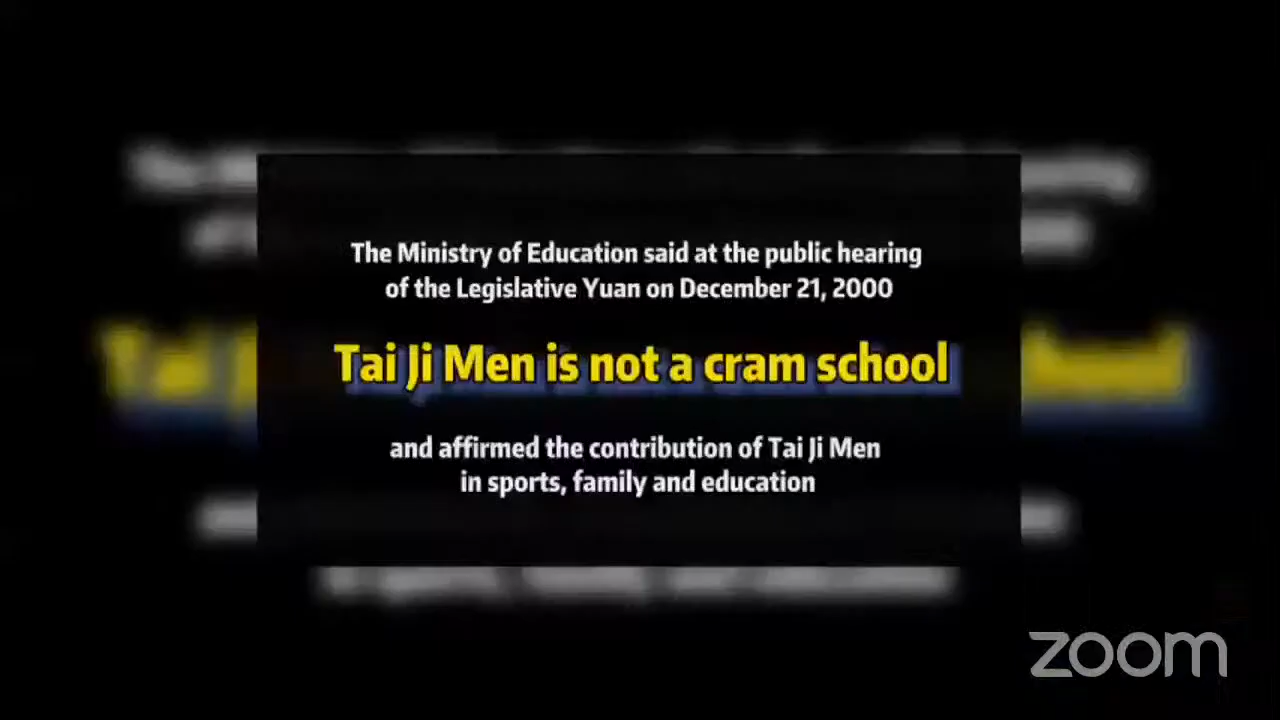 The Ministry of Education said at the public hearing
of the Legislative Yuan on December 21, 2000
Tai Ji Men is not a cram school
and affirmed the contribution of Tai Ji Men
in sports, family and education
zoom